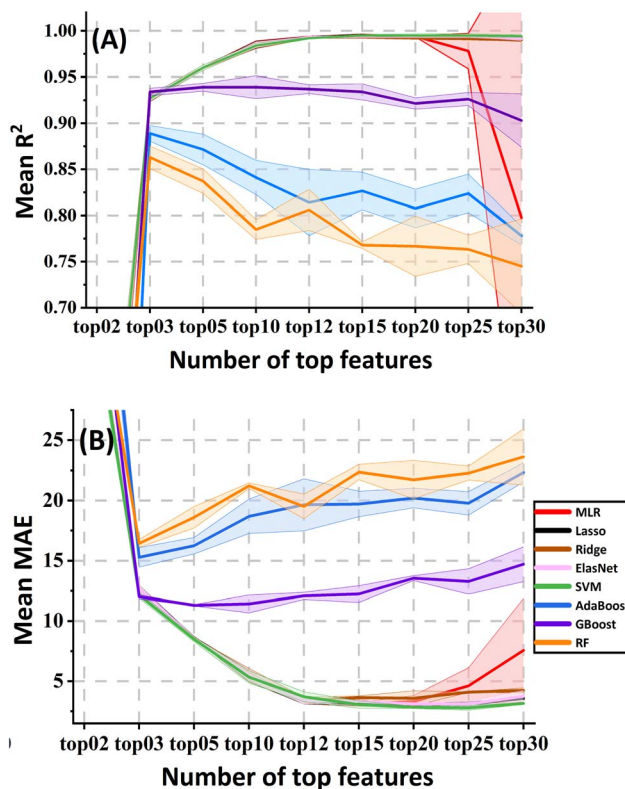 (A)
Mean R²
1.00
0.95
0.90
0.85
0.80
0.75
0.70
top02 top03 top05 top10 top12 top15 top20 top25 top30
Number of top features
(B)
Mean MAE
25
20
15
10
5
top02 top03 top05 top10 top12 top15 top20 top25 top30
Number of top features
MLR
Lasso
Ridge
ElasNet
SVM
AdaBoos
GBoost
RF